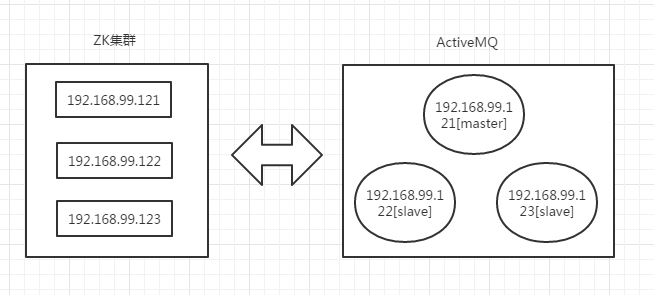 ZK集群
ActiveMQ
192.168.99.121
192.168.99.122
192.168.99.123
192.168.99.1
21[master]
192.168.99.1
22[slave]
192.168.99.1
23[slave]